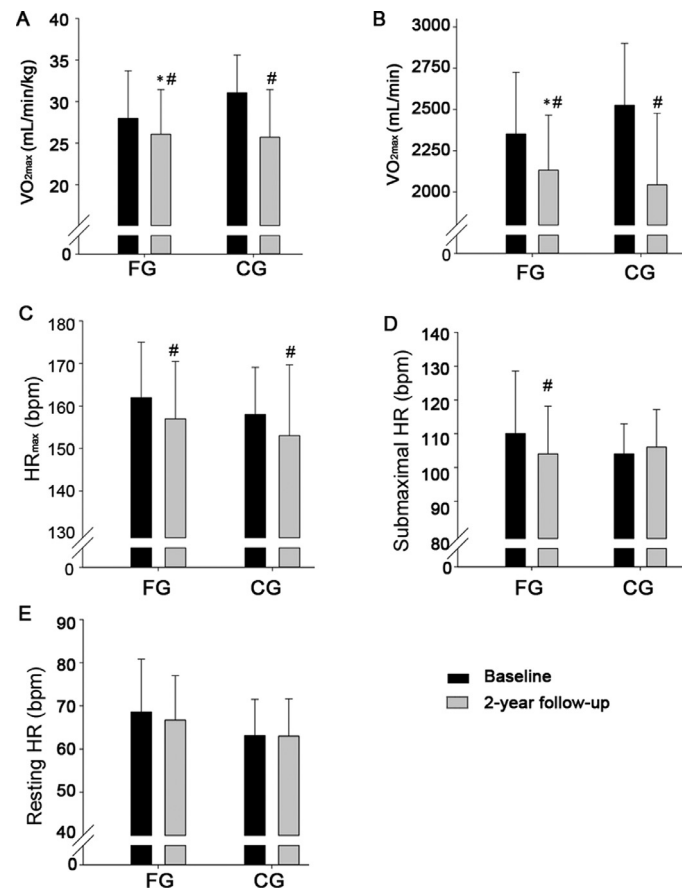 A
VO2max (mL/min/kg)
40
35
30
25
20
0
*#
#
FG
CG
B
VO2max (mL/min)
3000
2750
2500
2250
2000
0
*#
#
FG
CG
C
HRmax (bpm)
180
170
160
150
140
130
0
#
#
FG
CG
D
Submaximal HR (bpm)
140
130
120
110
100
90
80
0
#
FG
CG
E
Resting HR (bpm)
90
80
70
60
50
40
0
FG
CG
Baseline
2-year follow-up